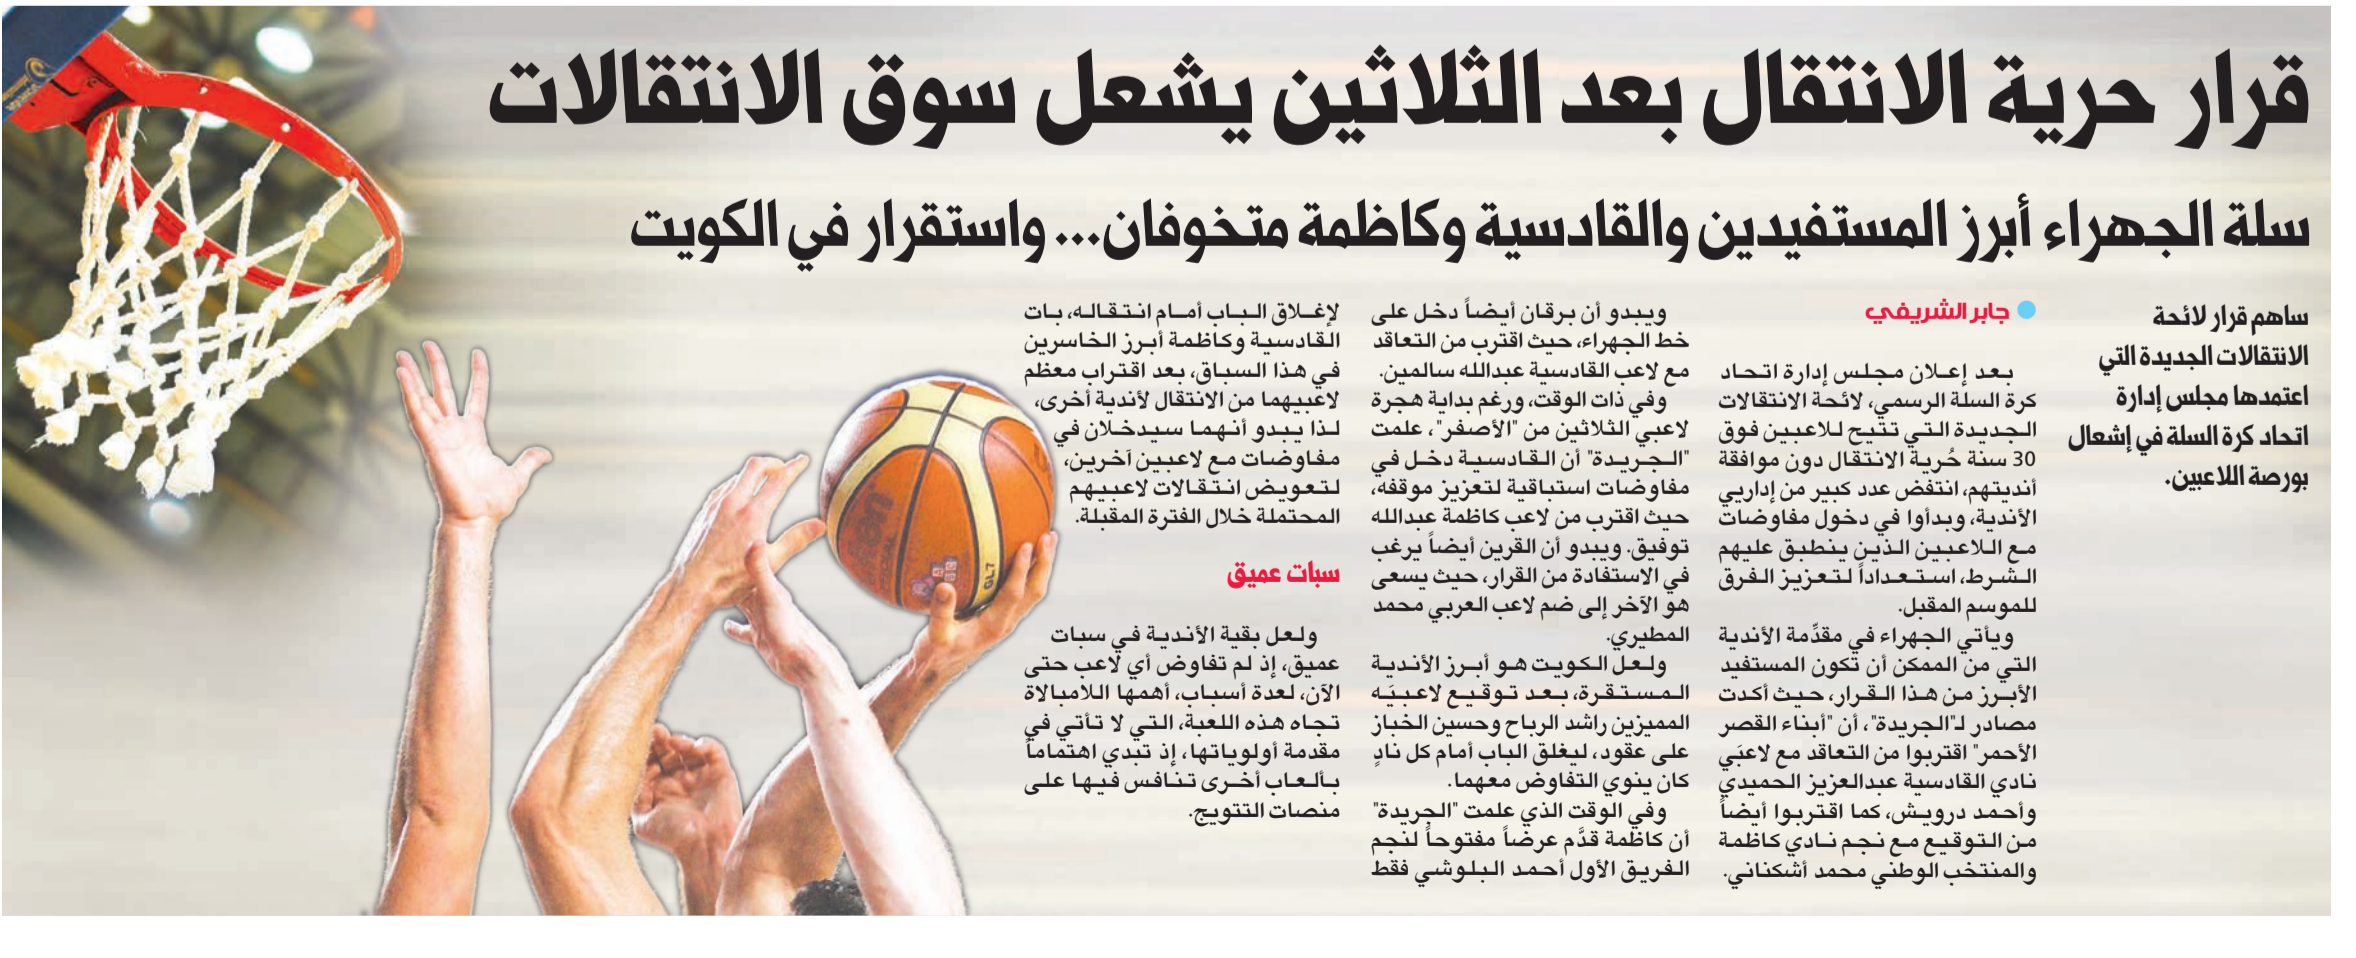 قرار حرية الانتقال بعد الثلاثين يشعل سوق الانتقالات
سلة الجهراء أبرز المستفيدين والقادسية وكاظمة متخوفان... واستقرار في الكويت
ساهم قرار لائحة
الانتقالات الجديدة التي
اعتمدها مجلس إدارة
اتحاد كرة السلة في إشعال
بورصة اللاعبين.
جابر الشريفي
بعد إعلان مجلس إدارة اتحاد
كرة السلة الرسمي، لائحة الانتقالات
الجديدة التي تتيح للاعبين فوق
30 سنة حُرية الانتقال دون موافقة
أنديتهم، انتفض عدد كبير من إداريي
الأندية، وبدأوا في دخول مفاوضات
مع اللاعبين الذين ينطبق عليهم
الشرط، استعداداً لتعزيز الفرق
للموسم المقبل.
ويأتي الجهراء في مقدِّمة الأندية
التي من الممكن أن تكون المستفيد
الأبرز من هذا القرار، حيث أكدت
مصادر لـ"الجريدة"، أن "أبناء القصر
الأحمر" اقتربوا من التعاقد مع لاعبَي
نادي القادسية عبدالعزيز الحميدي
وأحمد درويش، كما اقتربوا أيضاً
من التوقيع مع نجم نادي كاظمة
والمنتخب الوطني محمد أشكناني.
ويبدو أن برقان أيضاً دخل على
خط الجهراء، حيث اقترب من التعاقد
مع لاعب القادسية عبدالله سالمين.
وفي ذات الوقت، ورغم بداية هجرة
لاعبي الثلاثين من "الأصفر"، علمت
"الجريدة" أن القادسية دخل في
مفاوضات استباقية لتعزيز موقفه،
حيث اقترب من لاعب كاظمة عبدالله
توفيق. ويبدو أن القرين أيضاً يرغب
في الاستفادة من القرار، حيث يسعى
هو الآخر إلى ضم لاعب العربي محمد
المطيري.
ولعل الكويت هو أبرز الأندية
المستقرة، بعد توقيع لاعبيَه
المميزين راشد الرباح وحسين الخباز
على عقود، ليغلق الباب أمام كل نادٍ
كان ينوي التفاوض معهما.
وفي الوقت الذي علمت "الجريدة"
أن كاظمة قدَّم عرضاً مفتوحاً لنجم
الفريق الأول أحمد البلوشي فقط
لإغلاق الباب أمام انتقاله، بات
القادسية وكاظمة أبرز الخاسرين
في هذا السباق، بعد اقتراب معظم
لاعبيهما من الانتقال لأندية أخرى،
لذا يبدو أنهما سيدخلان في
مفاوضات مع لاعبين آخرين،
لتعويض انتقالات لاعبيهم
المحتملة خلال الفترة المقبلة.
سبات عميق
ولعل بقية الأندية في سبات
عميق، إذ لم تفاوض أي لاعب حتى
الآن، لعدة أسباب، أهمها اللامبالاة
تجاه هذه اللعبة، التي لا تأتي في
مقدمة أولوياتها، إذ تبدي اهتماماً
بألعاب أخرى تنافس فيها على
منصات التتويج.
GL7